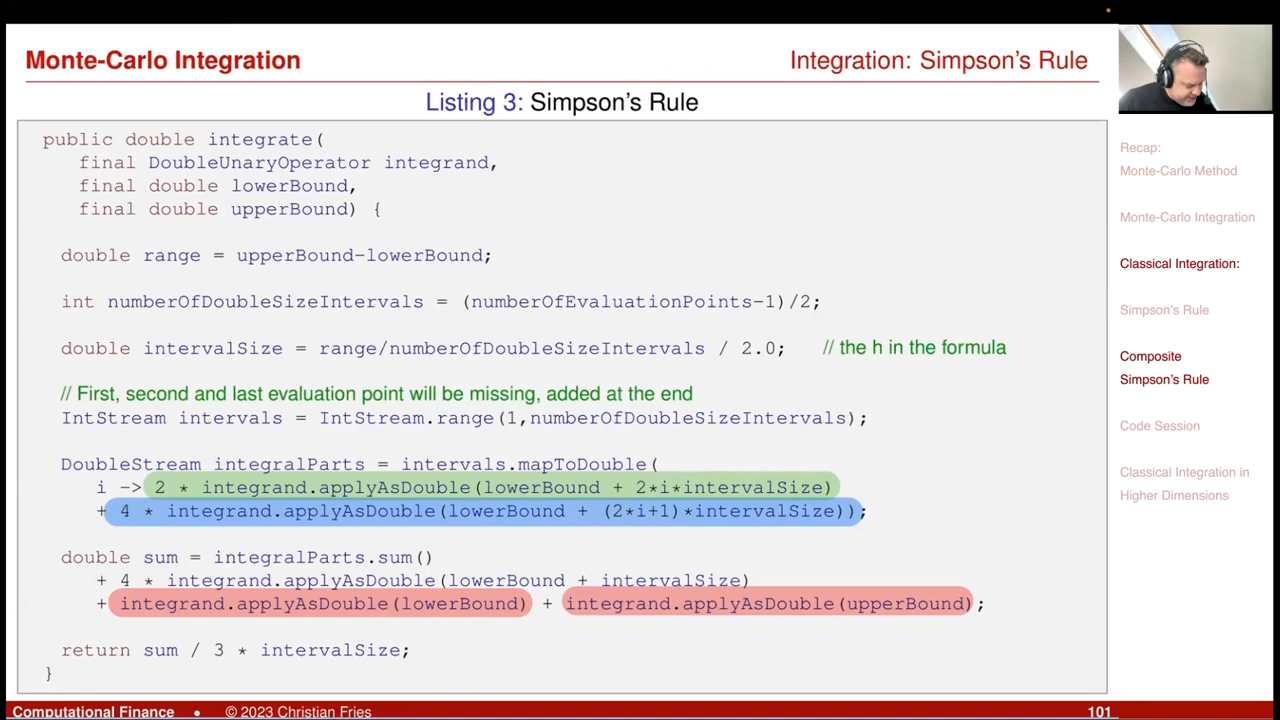 Monte-Carlo Integration
Integration: Simpson's Rule
Listing 3: Simpson's Rule
public double integrate(
final DoubleUnaryOperator integrand,
final double lowerBound,
final double upperBound) {
double range = upperBound-lowerBound;
int numberOfDoubleSizeIntervals = (numberOfEvaluationPoints-1)/2;
double intervalSize = range/numberOfDoubleSizeIntervals / 2.0; // the h in the formula
// First, second and last evaluation point will be missing, added at the end
IntStream intervals = IntStream.range(1,numberOfDoubleSizeIntervals);
DoubleStream integralParts = intervals.mapToDouble(
i -> 2 * integrand.applyAsDouble(lowerBound + 2*i*intervalSize)
+ 4 * integrand.applyAsDouble(lowerBound + (2*i+1)*intervalSize));
double sum = integralParts.sum()
+ 4 * integrand.applyAsDouble(lowerBound + intervalSize)
+ integrand.applyAsDouble(lowerBound) + integrand.applyAsDouble(upperBound);
return sum / 3 * intervalSize;
}
Recap:
Monte-Carlo Method
Monte-Carlo Integration
Classical Integration:
Simpson's Rule
Composite
Simpson's Rule
Code Session
Classical Integration in
Higher Dimensions
Computational Finance • © 2023 Christian Fries
101